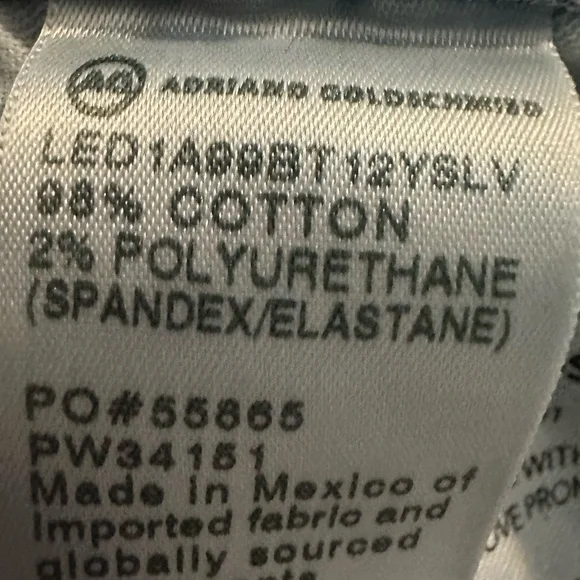 AG ADRIANO GOLDSCHMIED
LED1A99BT12YSLV
98% COTTON
2% POLYURETHANE
(SPANDEX/ELASTANE)
PO#55865
PW34151
Made in Mexico of
Imported fabric and
globally sourced
WITH